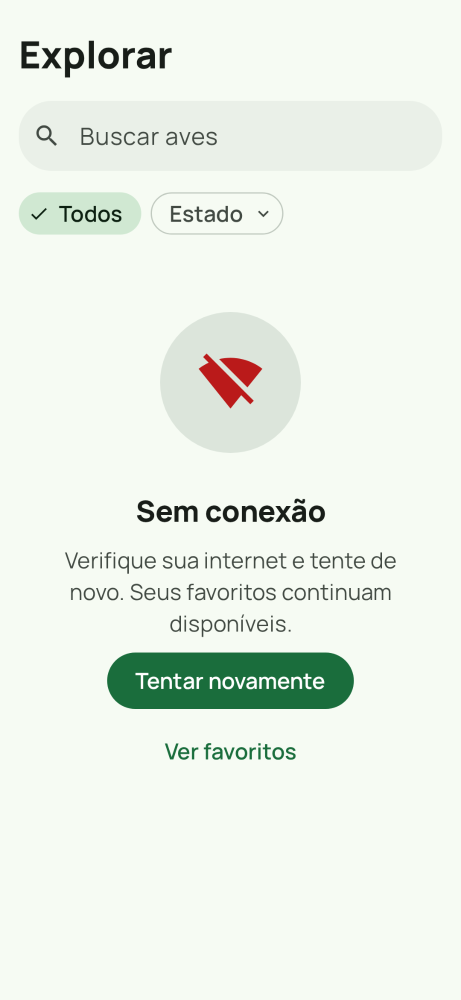 Explorar
Buscar aves
Todos
Estado
Sem conexão
Verifique sua internet e tente de
novo. Seus favoritos continuam
disponíveis.
Tentar novamente
Ver favoritos